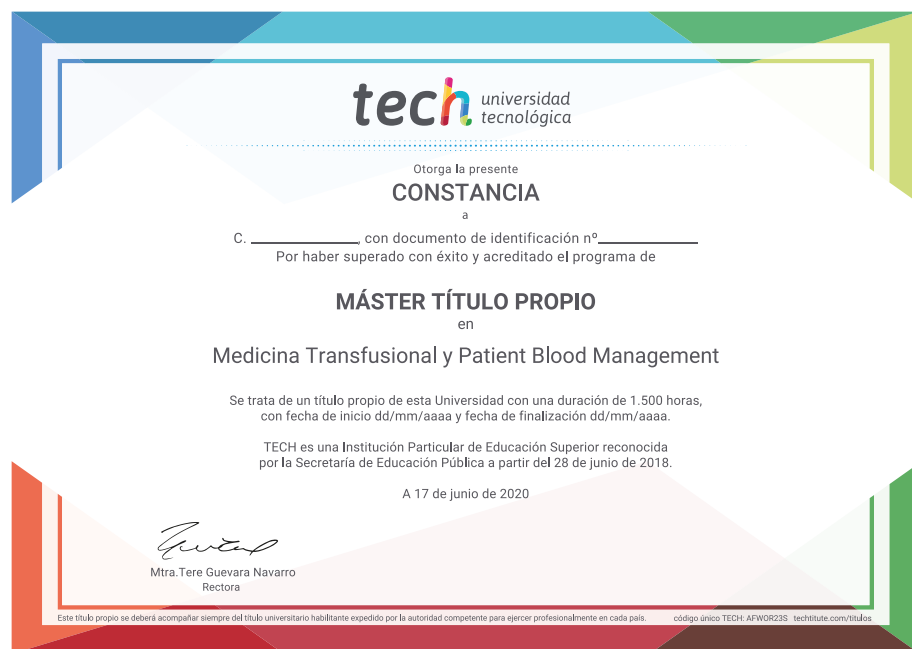 tech universidad
tecnológica
Otorga la presente
CONSTANCIA
a
C. ____________, con documento de identificación nº____________
Por haber superado con éxito y acreditado el programa de
MÁSTER TÍTULO PROPIO
en
Medicina Transfusional y Patient Blood Management
Se trata de un título propio de esta Universidad con una duración de 1.500 horas,
con fecha de inicio dd/mm/aaaa y fecha de finalización dd/mm/aaaa.
TECH es una Institución Particular de Educación Superior reconocida
por la Secretaría de Educación Pública a partir del 28 de junio de 2018.
A 17 de junio de 2020
Mtra.Tere Guevara Navarro
Rectora
Este título propio se deberá acompañar siempre del título universitario habilitante expedido por la autoridad competente para ejercer profesionalmente en cada país. código único TECH: AFWOR23S techtitute.com/titulos